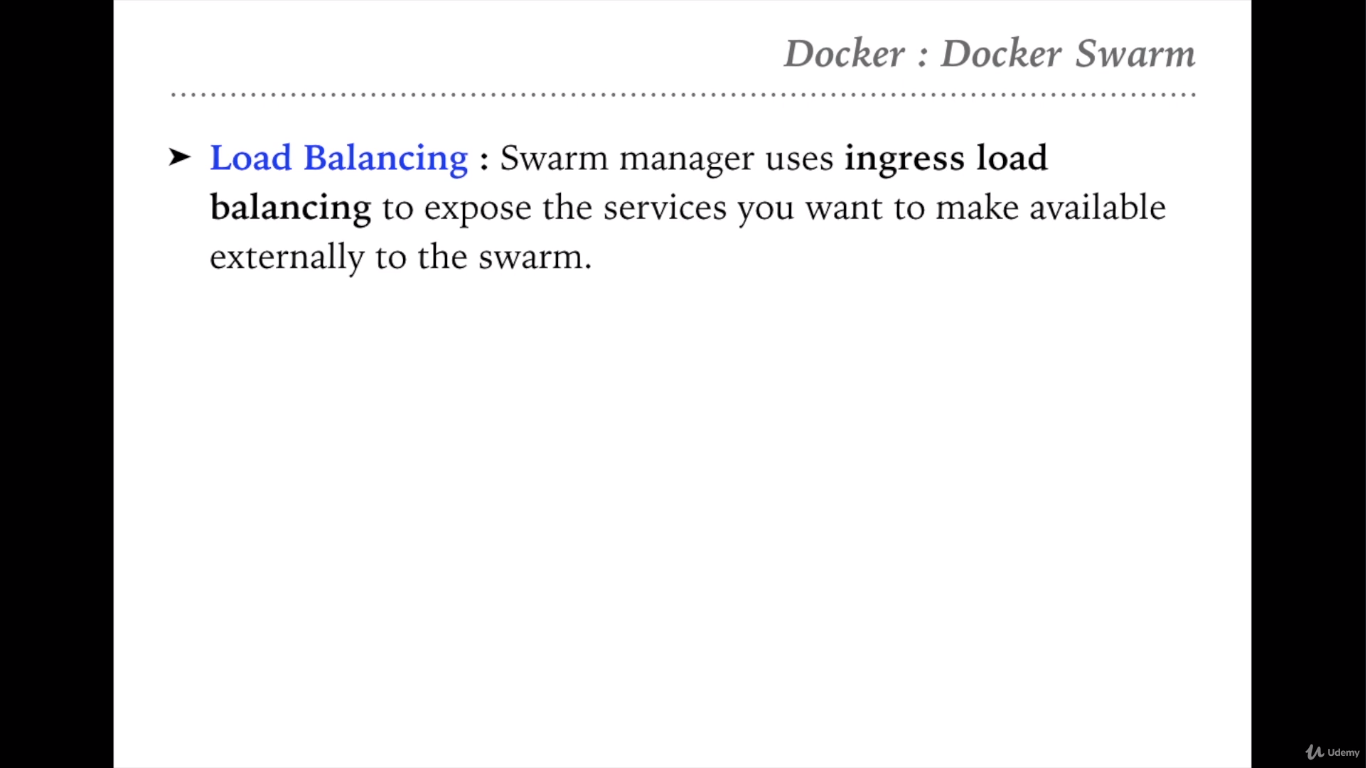 Docker : Docker Swarm
➤ Load Balancing : Swarm manager uses ingress load
balancing to expose the services you want to make available
externally to the swarm.
Udemy